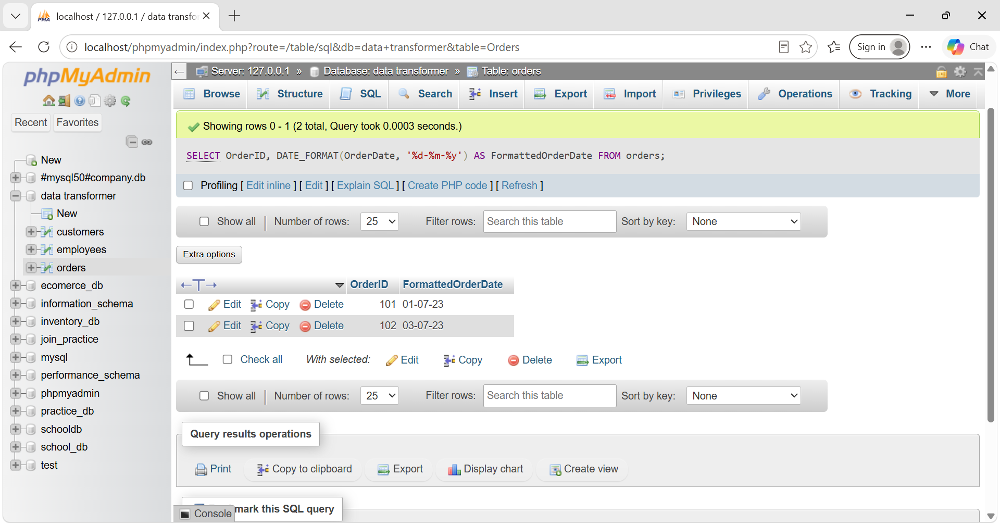 localhost / 127.0.0.1 / data transfo
localhost/phpmyadmin/index.php?route=/table/sql&db=data+transformer&table=Orders
Sign in
Chat
phpMyAdmin
Recent
Favorites
New
#mysql50#company.db
data transformer
New
customers
employees
orders
ecomerce_db
information_schema
inventory_db
join_practice
mysql
performance_schema
phpmyadmin
practice_db
schooldb
school_db
test
Server: 127.0.0.1 » Database: data transformer » Table: orders
Browse Structure SQL Search Insert Export Import Privileges Operations Tracking More
Showing rows 0 - 1 (2 total, Query took 0.0003 seconds.)
SELECT OrderID, DATE_FORMAT(OrderDate, '%d-%m-%y') AS FormattedOrderDate FROM orders;
Profiling [ Edit inline ] [ Edit ] [ Explain SQL ] [ Create PHP code ] [ Refresh ]
Show all | Number of rows: 25 Filter rows: Search this table Sort by key: None
Extra options
OrderID FormattedOrderDate
Edit Copy Delete 101 01-07-23
Edit Copy Delete 102 03-07-23
Check all With selected: Edit Copy Delete Export
Show all | Number of rows: 25 Filter rows: Search this table Sort by key: None
Query results operations
Print Copy to clipboard Export Display chart Create view
mark this SQL query
Console